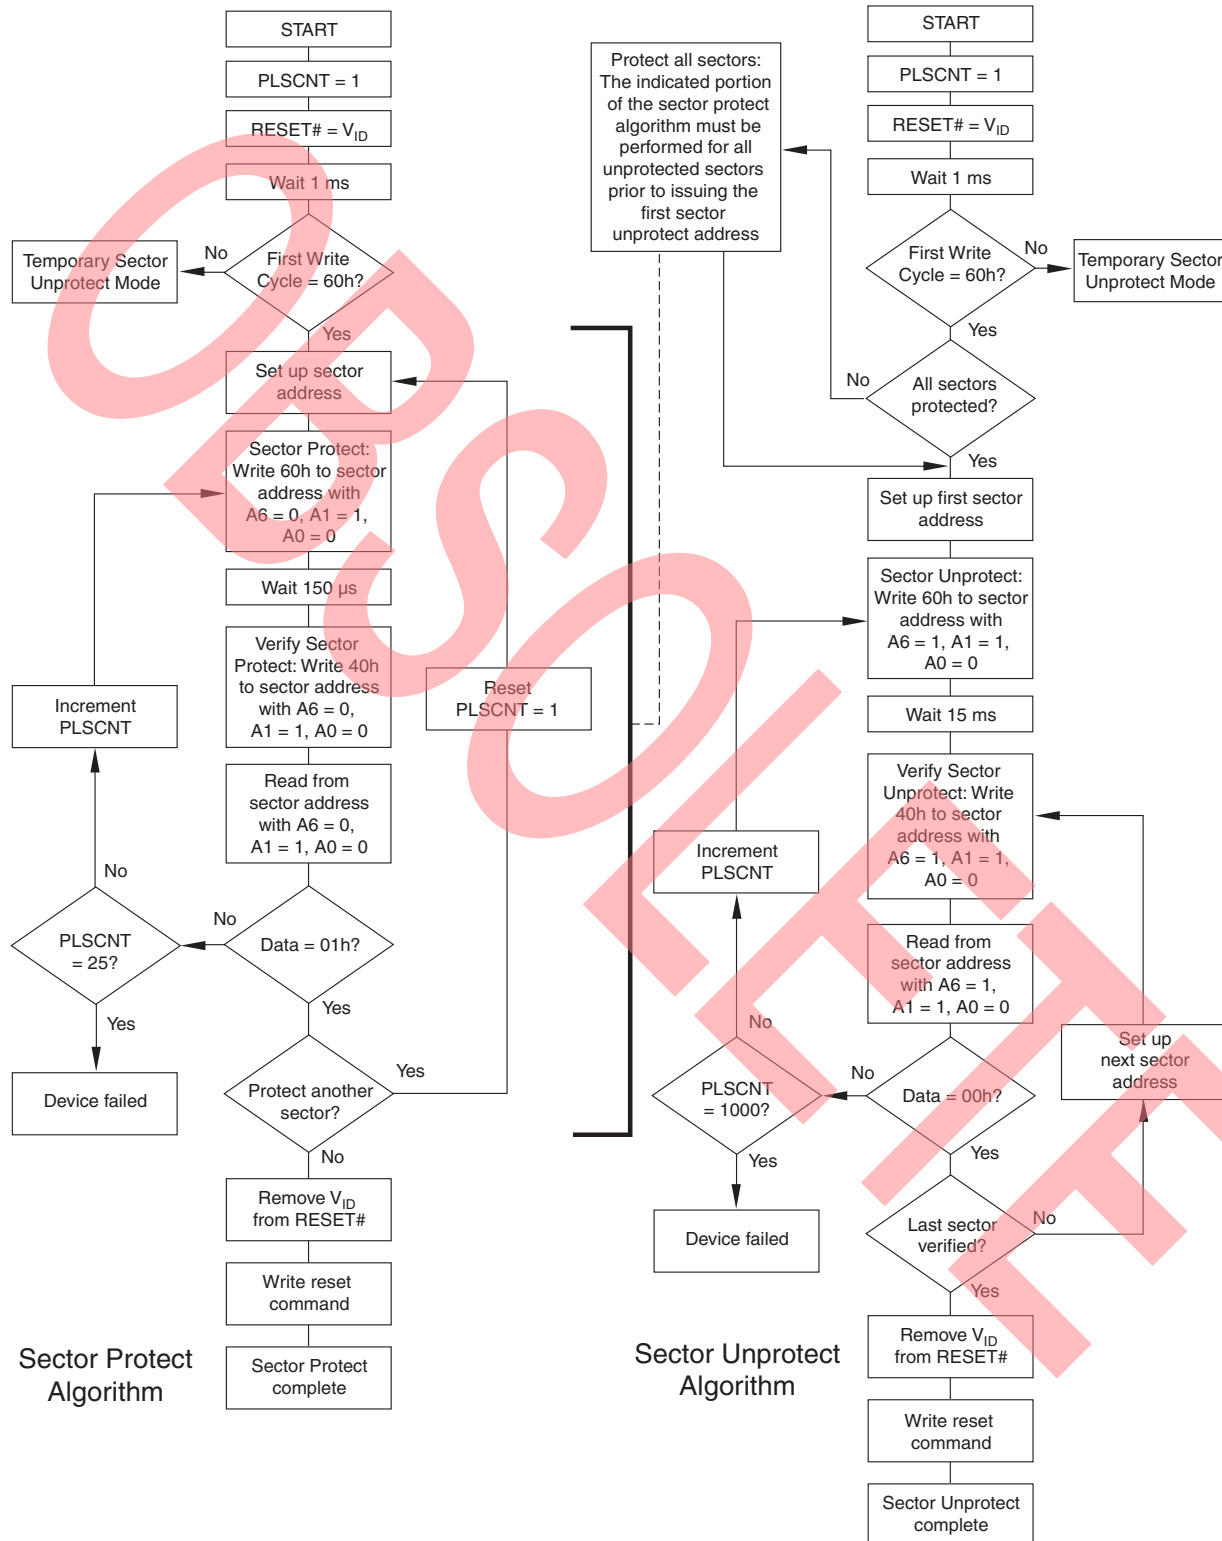 START
PLSCNT = 1
RESET# = VID
Wait 1 ms
First Write
Cycle = 60h?
No
Temporary Sector
Unprotect Mode
Yes
Set up sector
address
Sector Protect:
Write 60h to sector
address with
A6 = 0, A1 = 1,
A0 = 0
Wait 150 µs
Verify Sector
Protect: Write 40h
to sector address
with A6 = 0,
A1 = 1, A0 = 0
Increment
PLSCNT
Reset
PLSCNT = 1
Read from
sector address
with A6 = 0,
A1 = 1, A0 = 0
No
PLSCNT
= 25?
No
Data = 01h?
Yes
Yes
Device failed
Protect another
sector?
Yes
No
Remove VID
from RESET#
Write reset
command
Sector Protect
complete
Sector Protect
Algorithm
Protect all sectors:
The indicated portion
of the sector protect
algorithm must be
performed for all
unprotected sectors
prior to issuing the
first sector
unprotect address
START
PLSCNT = 1
RESET# = VID
Wait 1 ms
First Write
Cycle = 60h?
No
Temporary Sector
Unprotect Mode
Yes
No
All sectors
protected?
Yes
Set up first sector
address
Sector Unprotect:
Write 60h to sector
address with
A6 = 1, A1 = 1,
A0 = 0
Wait 15 ms
Verify Sector
Unprotect: Write
40h to sector
address with
A6 = 1, A1 = 1,
A0 = 0
Increment
PLSCNT
Read from
sector address
with A6 = 1,
A1 = 1, A0 = 0
No
Set up
next sector
address
PLSCNT
= 1000?
No
Data = 00h?
Yes
Yes
Device failed
Last sector
verified?
No
Yes
Remove VID
from RESET#
Write reset
command
Sector Unprotect
complete
Sector Unprotect
Algorithm
OBSOLETE